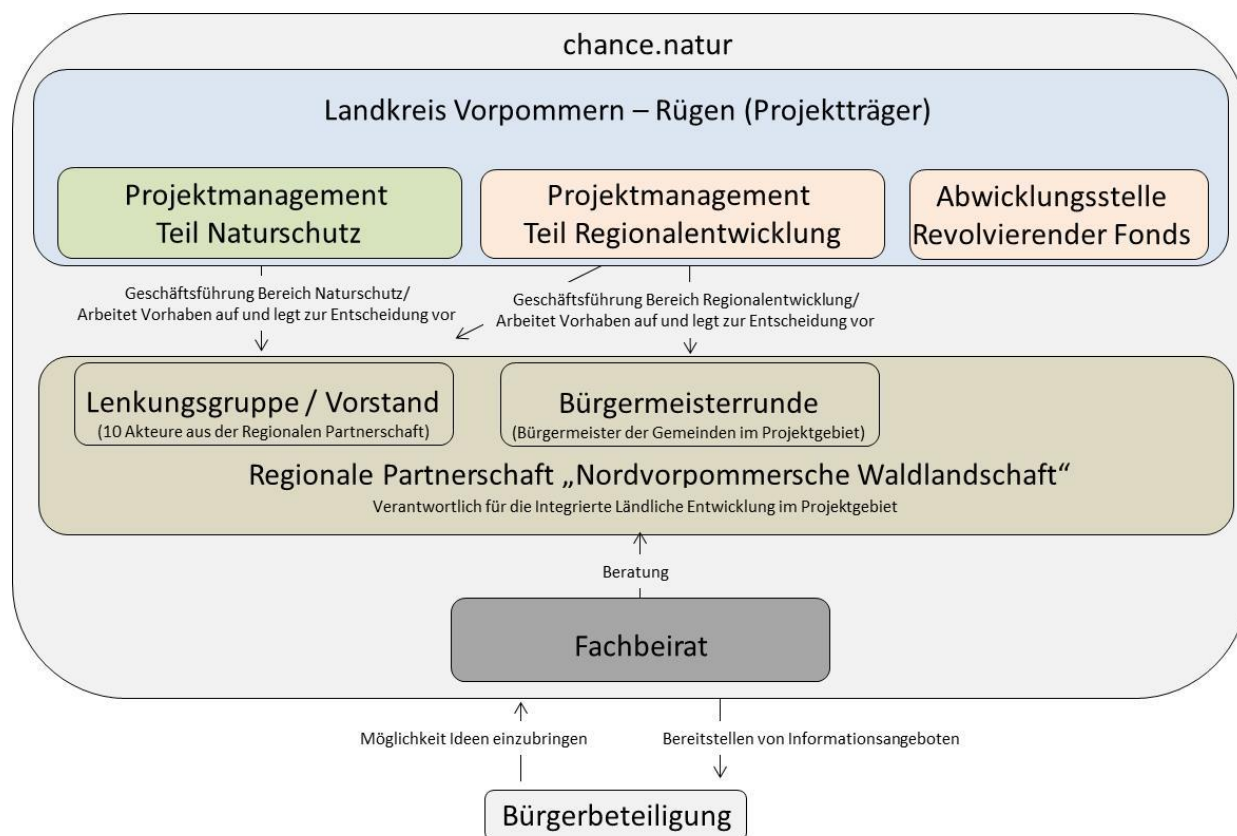 chance.natur
Landkreis Vorpommern – Rügen (Projektträger)
Projektmanagement
Teil Naturschutz
Projektmanagement
Teil Regionalentwicklung
Abwicklungsstelle
Revolvierender Fonds
Geschäftsführung Bereich Naturschutz/
Arbeitet Vorhaben auf und legt zur Entscheidung vor
Geschäftsführung Bereich Regionalentwicklung/
Arbeitet Vorhaben auf und legt zur Entscheidung vor
Lenkungsgruppe / Vorstand
(10 Akteure aus der Regionalen Partnerschaft)
Bürgermeisterrunde
(Bürgermeister der Gemeinden im Projektgebiet)
Regionale Partnerschaft „Nordvorpommersche Waldlandschaft“
Verantwortlich für die Integrierte Ländliche Entwicklung im Projektgebiet
Beratung
Fachbeirat
Möglichkeit Ideen einzubringen
Bereitstellen von Informationsangeboten
Bürgerbeteiligung